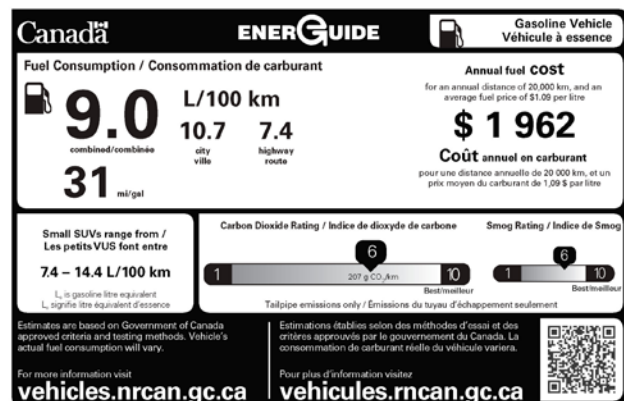 Canada
ENERGUIDE
Gasoline Vehicle
Véhicule à essence
Fuel Consumption / Consommation de carburant
9.0
combined/combinée
L/100 km
10.7
city
ville
7.4
highway
route
31 mi/gal
Annual fuel COST
for an annual distance of 20,000 km, and an
average fuel price of $1.09 per litre
$ 1 962
Coût annuel en carburant
pour une distance annuelle de 20 000 km, et un
prix moyen du carburant de 1,09 $ par litre
Small SUVs range from /
Les petits VUS font entre
7.4 – 14.4 L/100 km
Lₑ is gasoline litre equivalent
Lₑ signifie litre équivalent d'essence
Carbon Dioxide Rating / Indice de dioxyde de carbone
6
1
207 g CO₂/km
10
Best/meilleur
Smog Rating / Indice de Smog
6
1
10
Best/meilleur
Tailpipe emissions only / Émissions du tuyau d'échappement seulement
Estimates are based on Government of Canada
approved criteria and testing methods. Vehicle's
actual fuel consumption will vary.
For more information visit
vehicles.nrcan.gc.ca
Estimations établies selon des méthodes d'essai et des
critères approuvés par le gouvernement du Canada. La
consommation de carburant réelle du véhicule variera.
Pour plus d'information visitez
vehicules.rncan.gc.ca